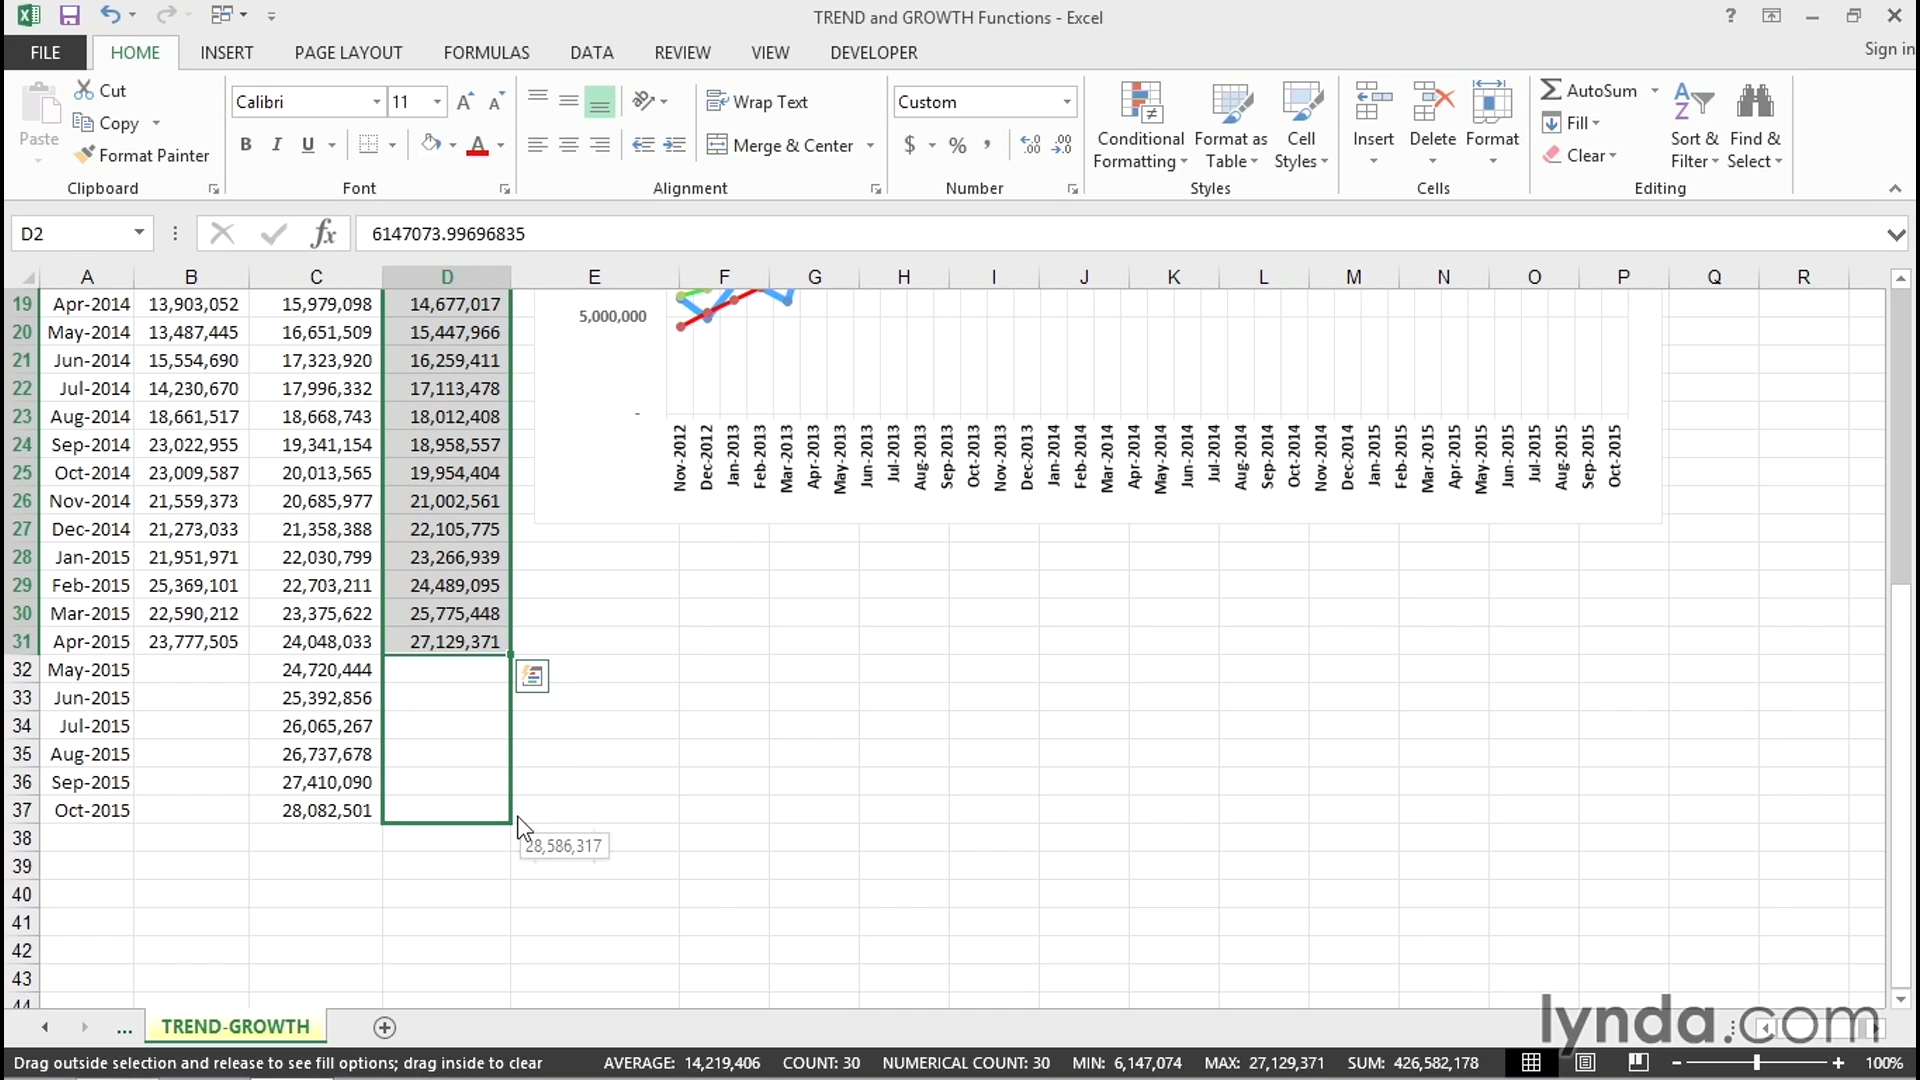 TREND and GROWTH Functions - Excel
?
Sign in
FILE HOME INSERT PAGE LAYOUT FORMULAS DATA REVIEW VIEW DEVELOPER
Paste
Cut
Copy
Format Painter
Clipboard
Calibri 11
B I U
Font
Wrap Text
Merge & Center
Alignment
Custom
$ % ,
Number
Conditional Formatting
Format as Table
Cell Styles
Styles
Insert Delete Format
Cells
AutoSum
Fill
Clear
Sort & Filter
Find & Select
Editing
D2 fx 6147073.99696835
A B C D E F G H I J K L M N O P Q R
19 Apr-2014 13,903,052 15,979,098 14,677,017
20 May-2014 13,487,445 16,651,509 15,447,966
21 Jun-2014 15,554,690 17,323,920 16,259,411
22 Jul-2014 14,230,670 17,996,332 17,113,478
23 Aug-2014 18,661,517 18,668,743 18,012,408
24 Sep-2014 23,022,955 19,341,154 18,958,557
25 Oct-2014 23,009,587 20,013,565 19,954,404
26 Nov-2014 21,559,373 20,685,977 21,002,561
27 Dec-2014 21,273,033 21,358,388 22,105,775
28 Jan-2015 21,951,971 22,030,799 23,266,939
29 Feb-2015 25,369,101 22,703,211 24,489,095
30 Mar-2015 22,590,212 23,375,622 25,775,448
31 Apr-2015 23,777,505 24,048,033 27,129,371
32 May-2015 24,720,444
33 Jun-2015 25,392,856
34 Jul-2015 26,065,267
35 Aug-2015 26,737,678
36 Sep-2015 27,410,090
37 Oct-2015 28,082,501
38
39
40
41
42
43
44
5,000,000
-
Nov-2012
Dec-2012
Jan-2013
Feb-2013
Mar-2013
Apr-2013
May-2013
Jun-2013
Jul-2013
Aug-2013
Sep-2013
Oct-2013
Nov-2013
Dec-2013
Jan-2014
Feb-2014
Mar-2014
Apr-2014
May-2014
Jun-2014
Jul-2014
Aug-2014
Sep-2014
Oct-2014
Nov-2014
Dec-2014
Jan-2015
Feb-2015
Mar-2015
Apr-2015
May-2015
Jun-2015
Jul-2015
Aug-2015
Sep-2015
Oct-2015
28,586,317
... TREND-GROWTH
lynda.com
Drag outside selection and release to see fill options; drag inside to clear AVERAGE: 14,219,406 COUNT: 30 NUMERICAL COUNT: 30 MIN: 6,147,074 MAX: 27,129,371 SUM: 426,582,178 100%